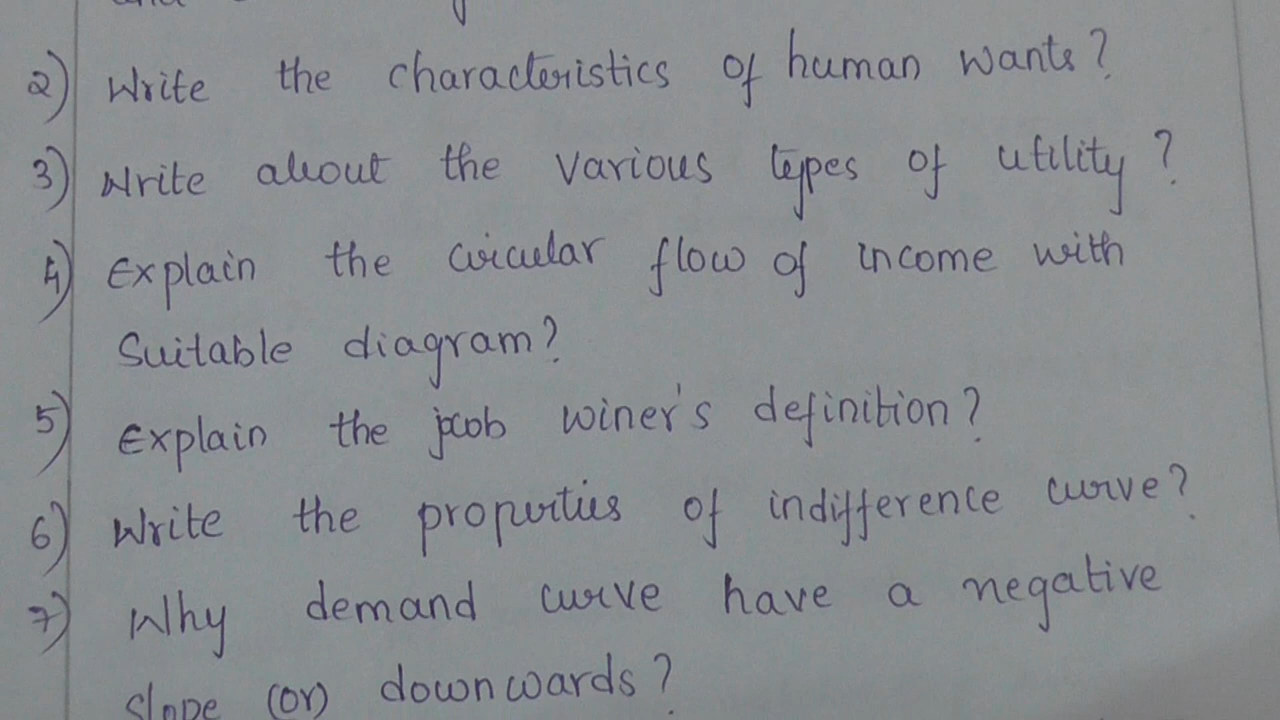 2) Write the characteristics of human wants?
3) Write about the various types of utility?
4) Explain the circular flow of income with
Suitable diagram?
5) Explain the jacob winer's definition?
6) Write the properties of indifference curve?
7) Why demand curve have a negative
slope (or) downwards?